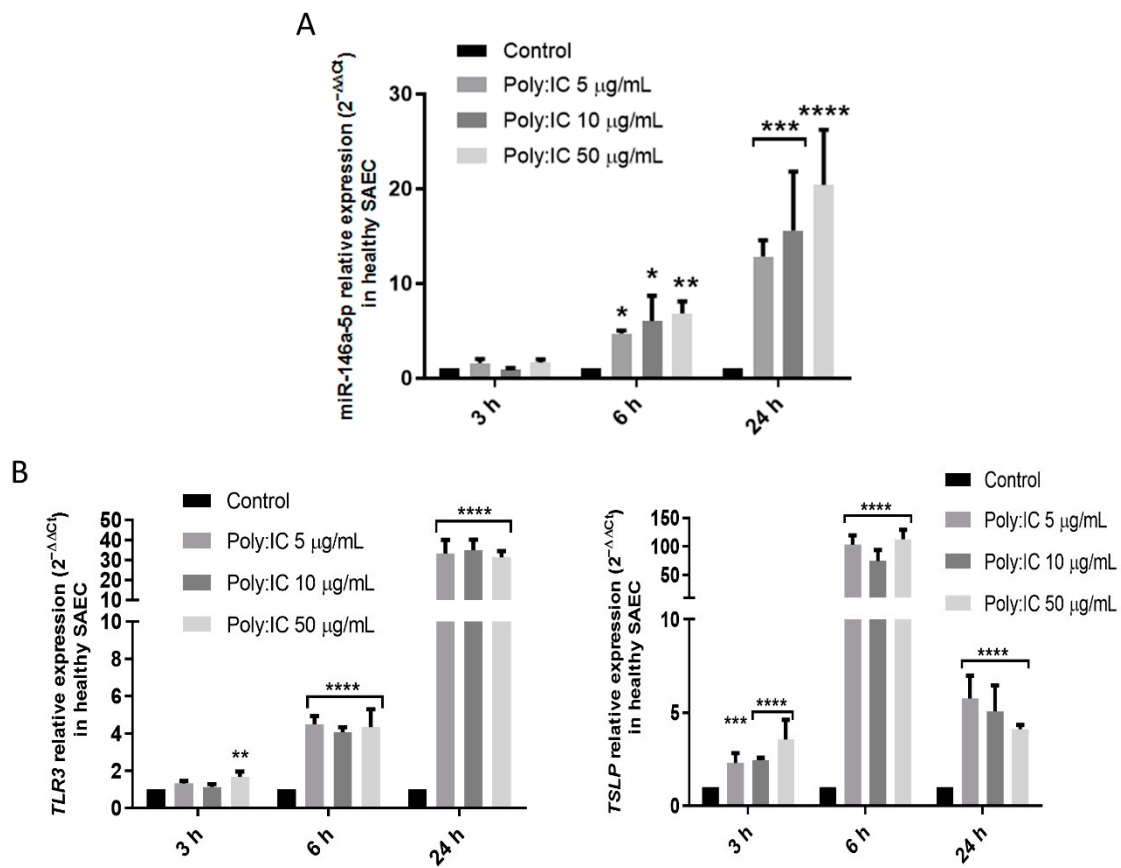 A
Control
Poly:IC 5 μg/mL
Poly:IC 10 μg/mL
Poly:IC 50 μg/mL
miR-146a-5p relative expression (2⁻ΔΔCt)
in healthy SAEC
30
20
10
0
*
*
**
***
****
3 h
6 h
24 h
B
Control
Poly:IC 5 μg/mL
Poly:IC 10 μg/mL
Poly:IC 50 μg/mL
TLR3 relative expression (2⁻ΔΔCt)
in healthy SAEC
50
40
30
20
10
6
4
2
0
**
****
****
3 h
6 h
24 h
Control
Poly:IC 5 μg/mL
Poly:IC 10 μg/mL
Poly:IC 50 μg/mL
TSLP relative expression (2⁻ΔΔCt)
in healthy SAEC
150
100
50
10
5
0
***
****
****
****
3 h
6 h
24 h